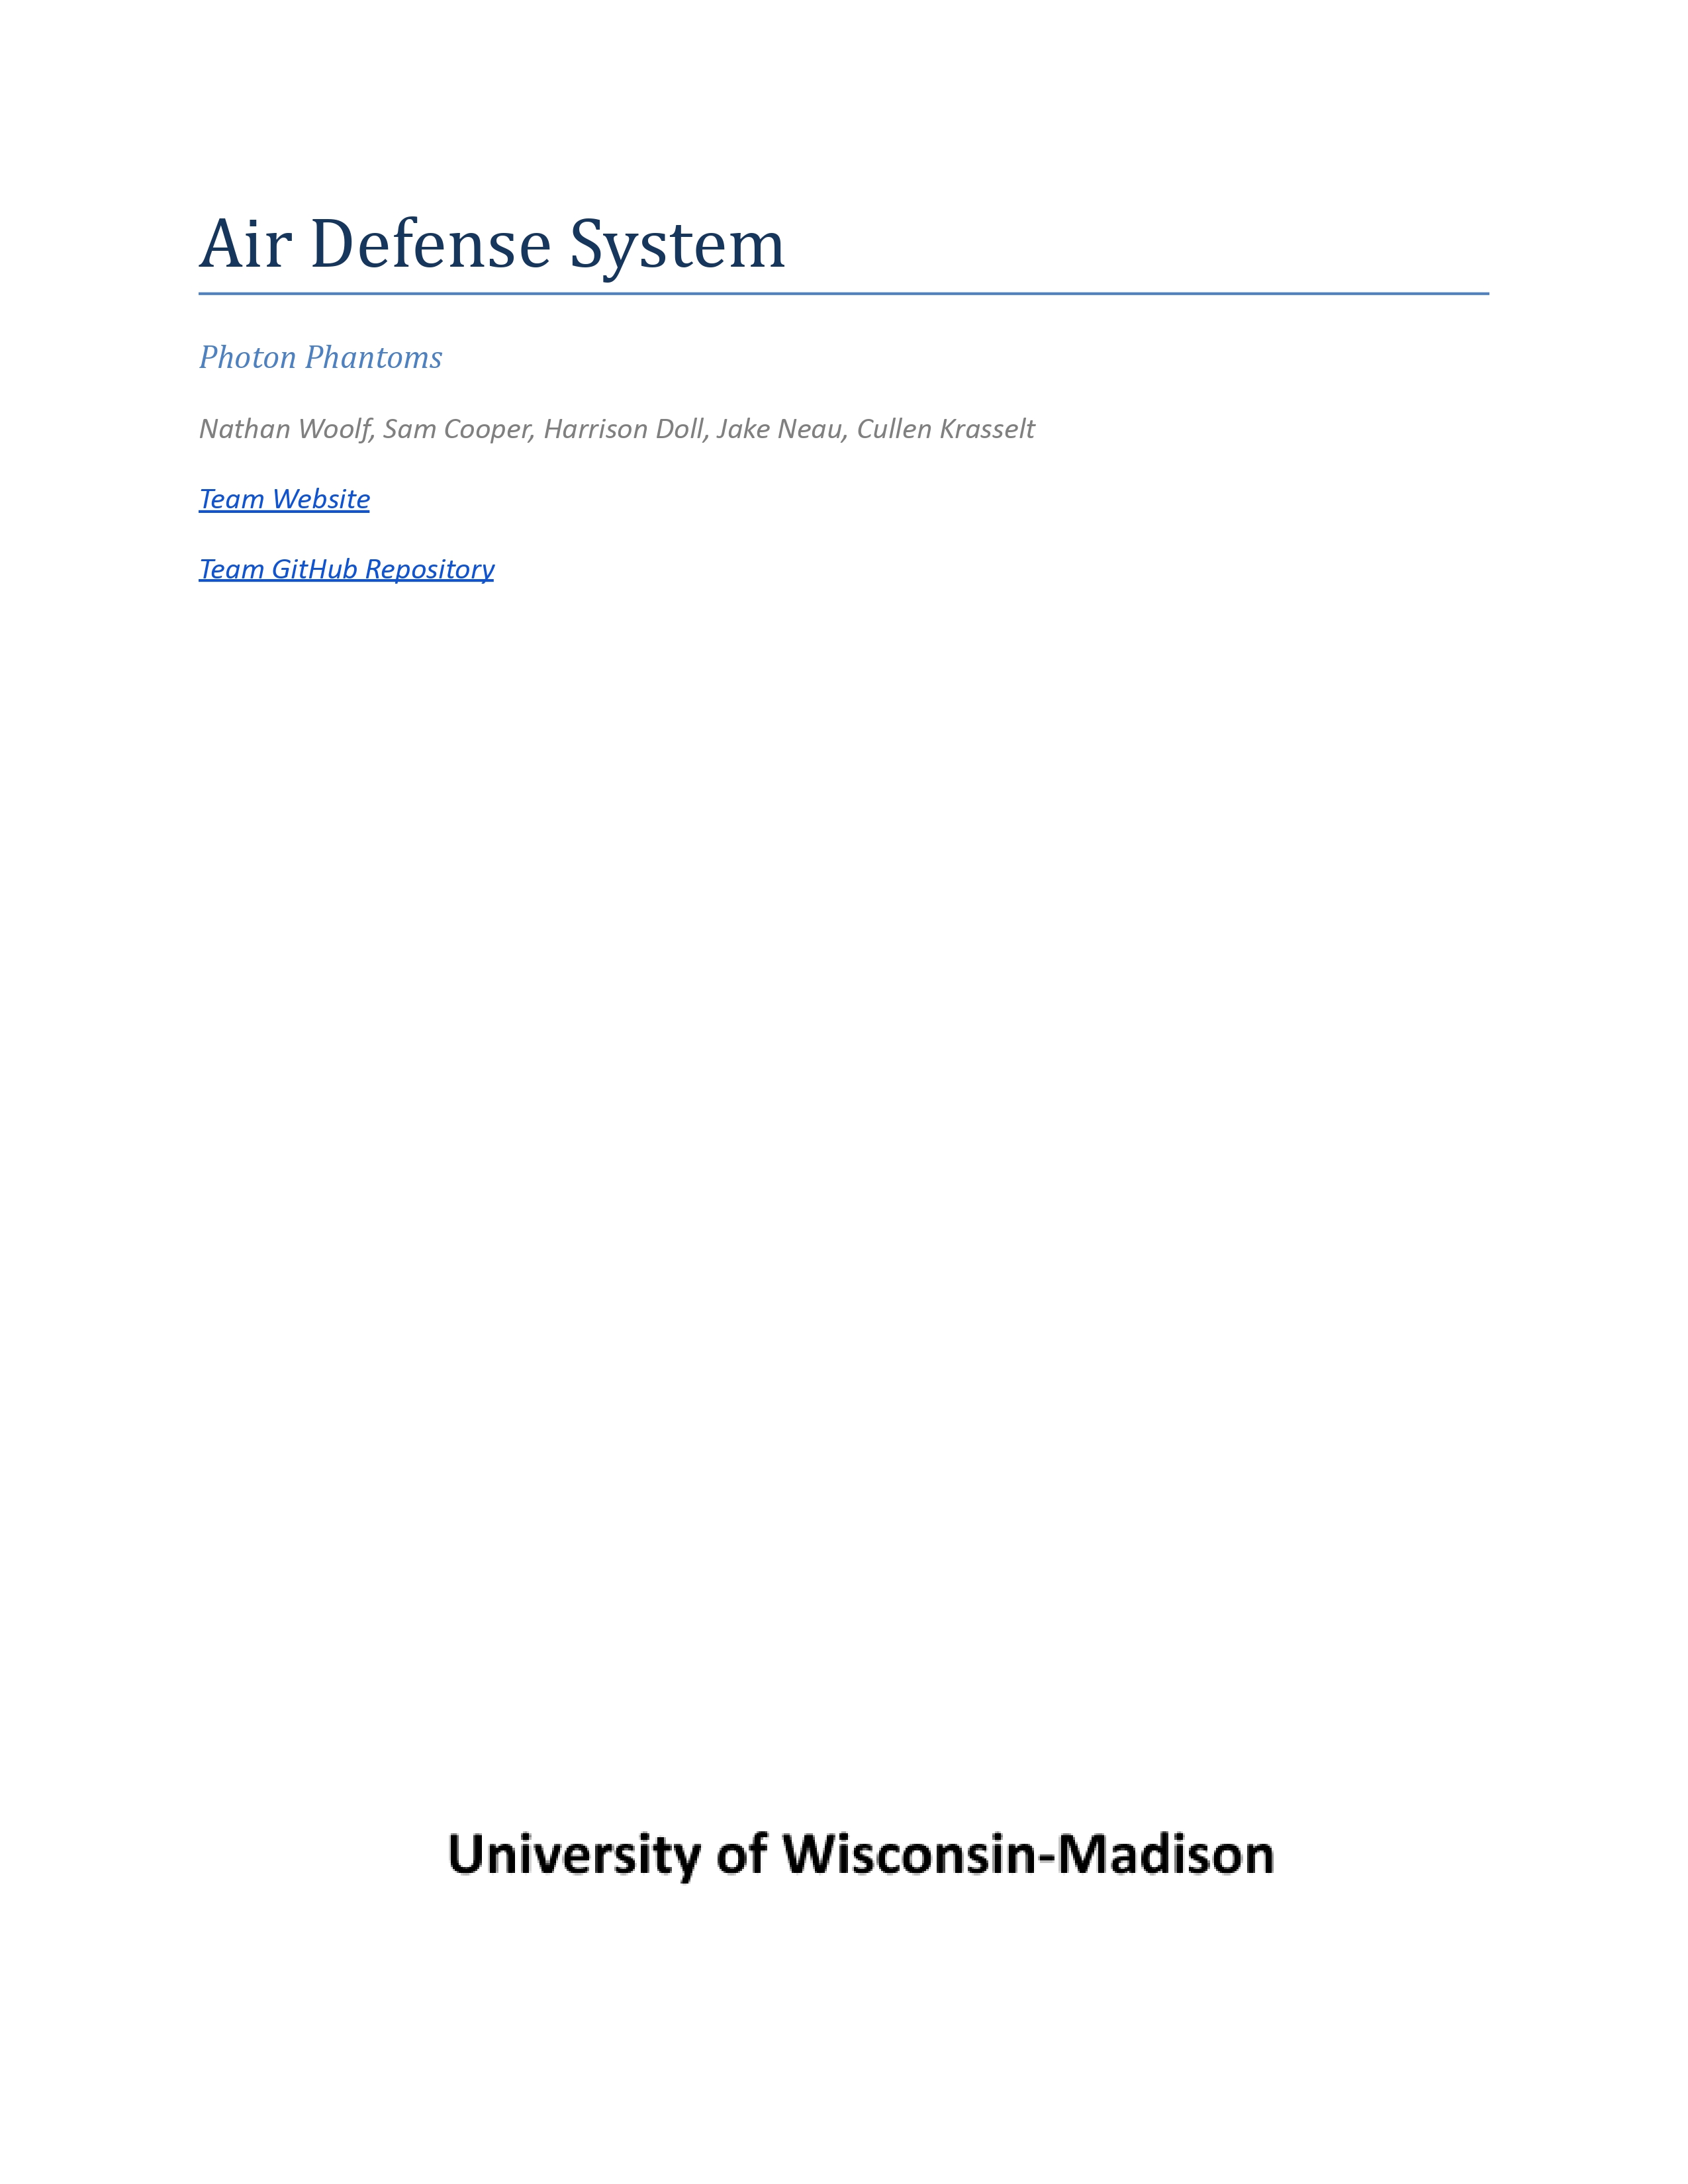 Air Defense System
Photon Phantoms
Nathan Woolf, Sam Cooper, Harrison Doll, Jake Neau, Cullen Krasselt
Team Website
Team GitHub Repository
University of Wisconsin-Madison